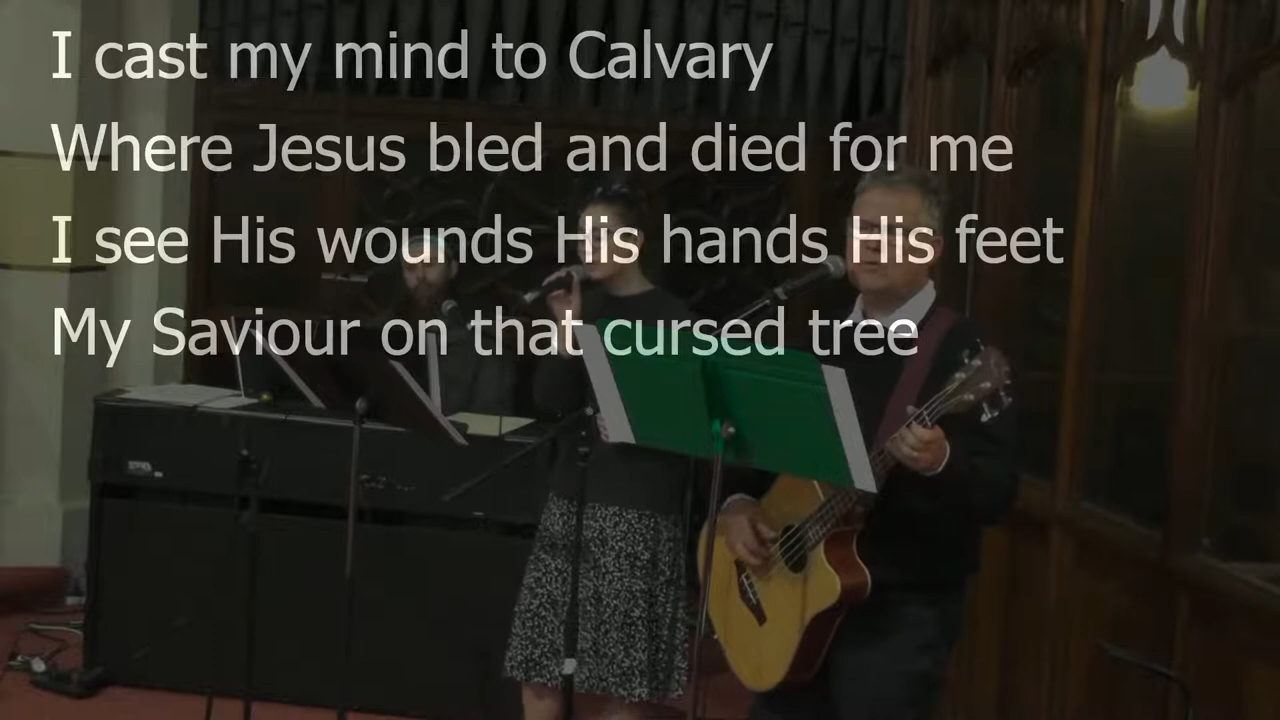 I cast my mind to Calvary
Where Jesus bled and died for me
I see His wounds His hands His feet
My Saviour on that cursed tree